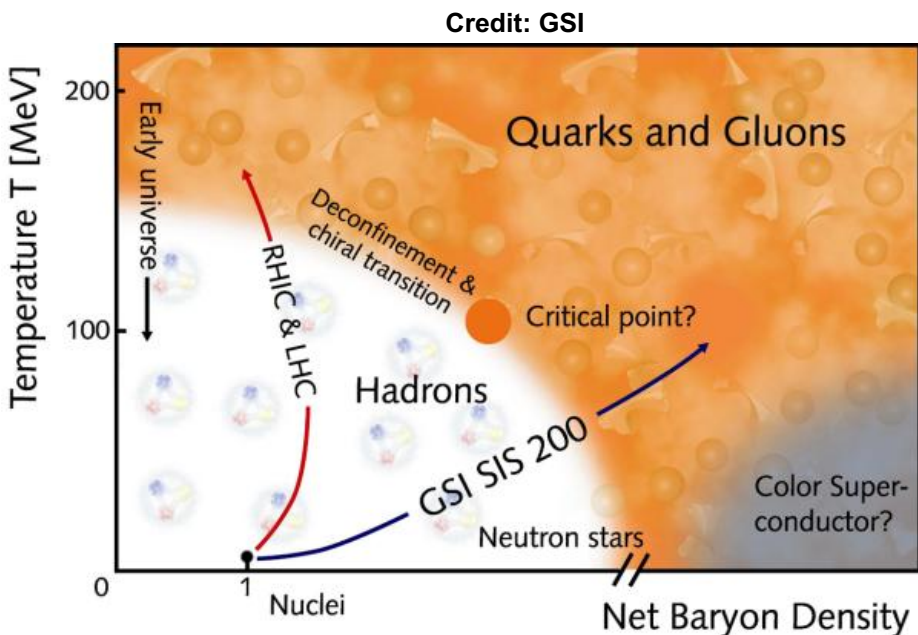 Credit: GSI
Temperature T [MeV]
200
100
0
Early universe
Quarks and Gluons
Deconfinement &
chiral transition
RHIC & LHC
Critical point?
Hadrons
GSI SIS 200
Color Super-
conductor?
Neutron stars
1
Nuclei
Net Baryon Density